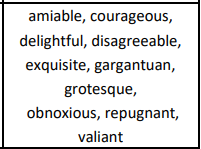 amiable, courageous,
delightful, disagreeable,
exquisite, gargantuan,
grotesque,
obnoxious, repugnant,
valiant